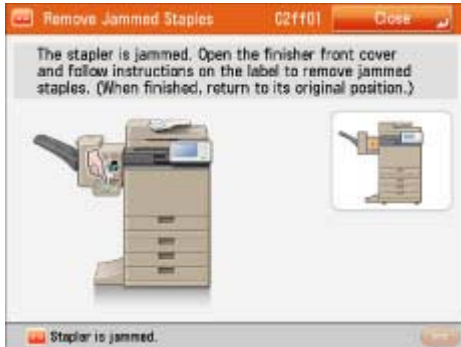 Remove Jammed Staples
C2ff01
Close
The stapler is jammed. Open the finisher front cover
and follow instructions on the label to remove jammed
staples. (When finished, return to its original position.)
Stapler is jammed.